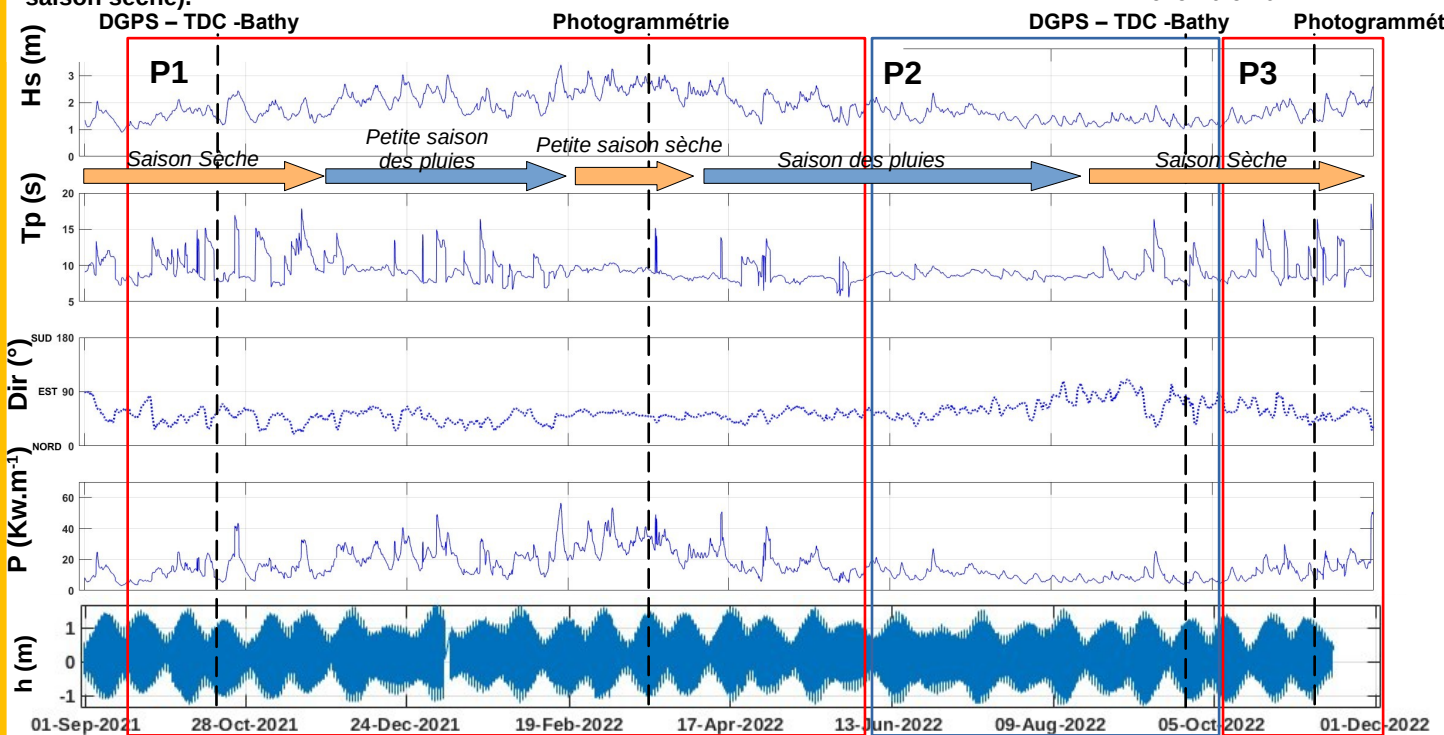 saison sèche).
DGPS – TDC -Bathy
Photogrammétrie
DGPS – TDC -Bathy
Photogrammét
Hs (m)
3
2
1
0
P1
P2
P3
Saison Sèche
Petite saison
des pluies
Petite saison sèche
Saison des pluies
Saison Sèche
Tp (s)
20
15
10
5
Dir (°)
SUD 180
EST 90
NORD 0
P (Kw.m-1)
60
40
20
0
h (m)
1
0
-1
01-Sep-2021
28-Oct-2021
24-Dec-2021
19-Feb-2022
17-Apr-2022
13-Jun-2022
09-Aug-2022
05-Oct-2022
01-Dec-2022